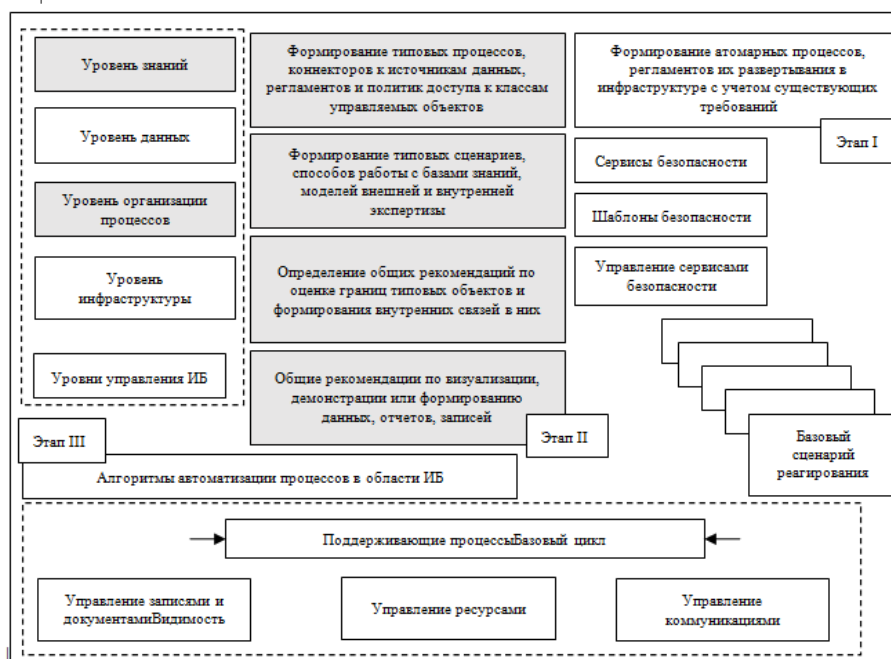 Уровень знаний
Уровень данных
Уровень организации
процессов
Уровень
инфраструктуры
Уровни управления ИБ
Этап III
Формирование типовых процессов,
коннекторов к источникам данных,
регламентов и политик доступа к классам
управляемых объектов
Формирование типовых сценариев,
способов работы с базами знаний,
моделей внешней и внутренней
экспертизы
Определение общих рекомендаций по
оценке границ типовых объектов и
формирования внутренних связей в них
Общие рекомендации по визуализации,
демонстрации или формированию
данных, отчетов, записей
Этап II
Формирование атомарных процессов,
регламентов их развертывания в
инфраструктуре с учетом существующих
требований
Этап I
Сервисы безопасности
Шаблоны безопасности
Управление сервисами
безопасности
Базовый
сценарий
реагирования
Алгоритмы автоматизации процессов в области ИБ
Поддерживающие процессыБазовый цикл
Управление записями и
документамиВидимость
Управление ресурсами
Управление
коммуникациями